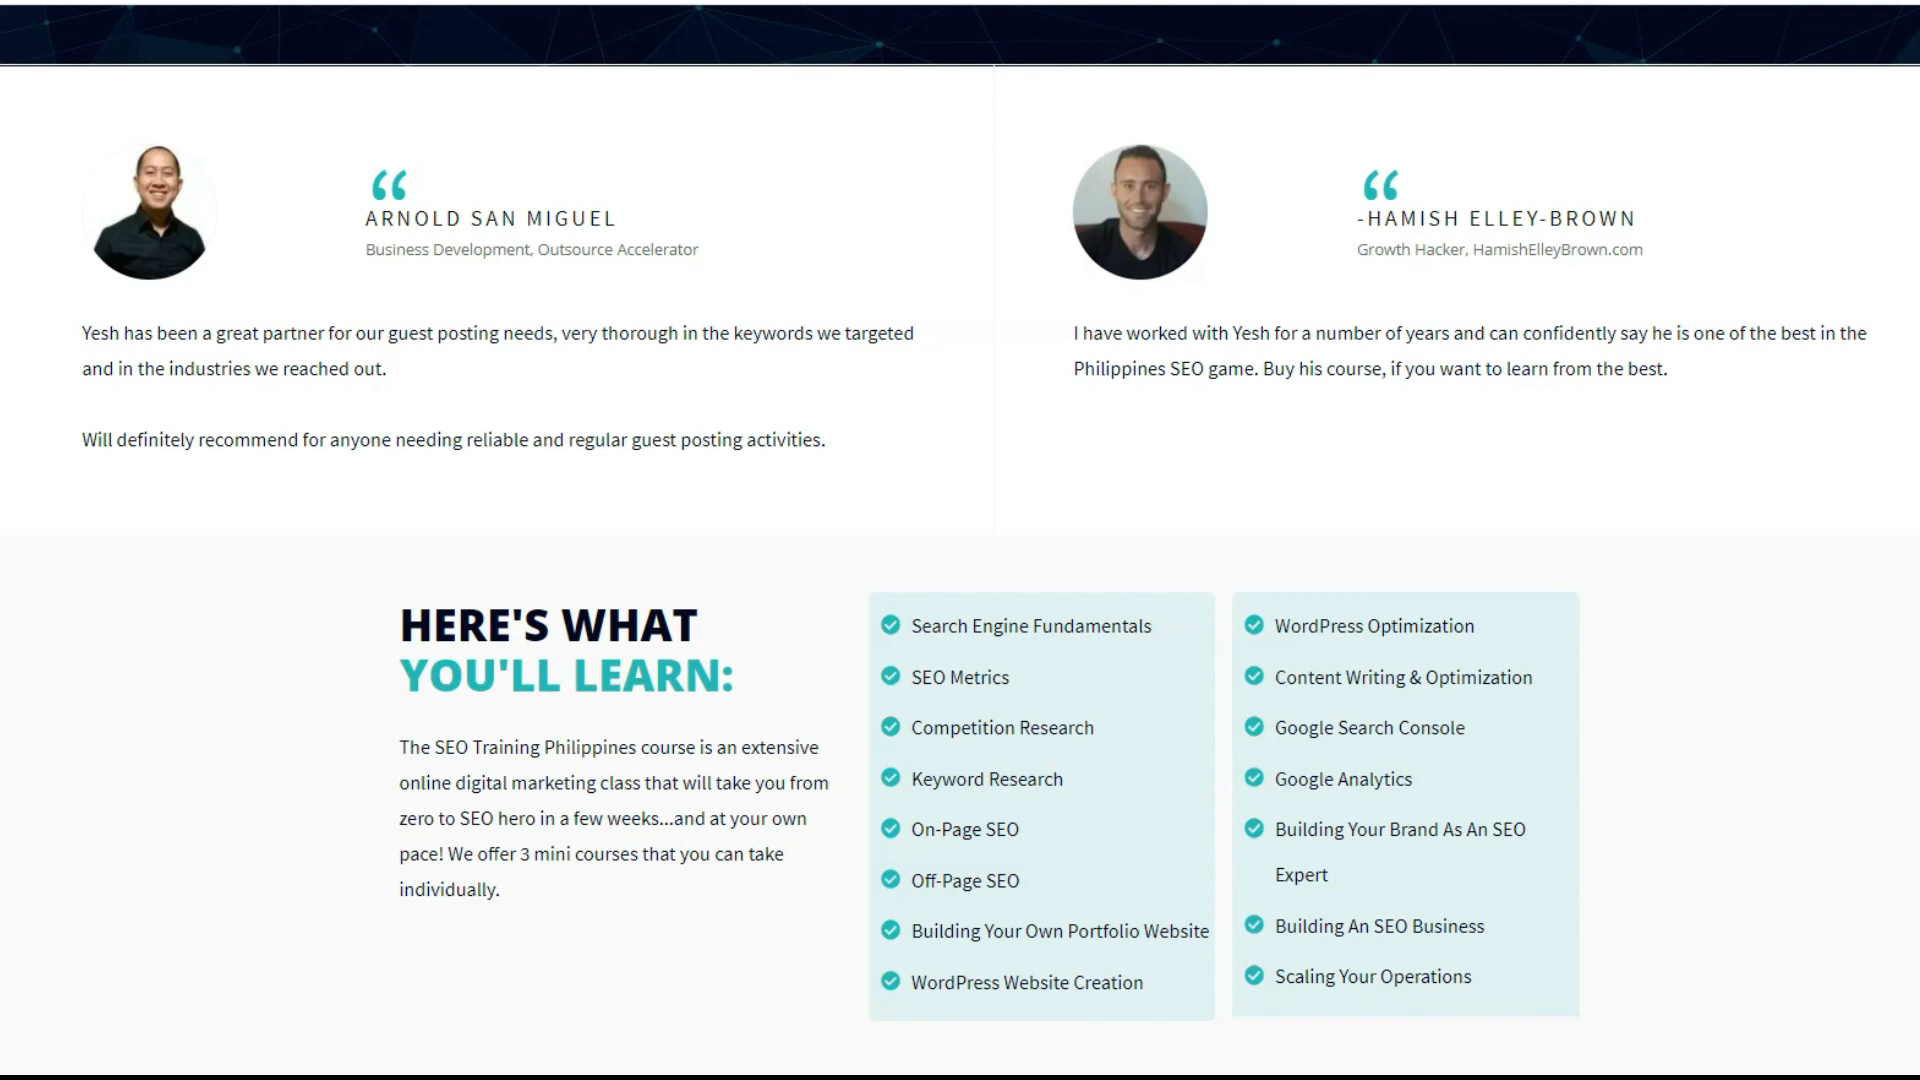 ARNOLD SAN MIGUEL
Business Development, Outsource Accelerator
Yesh has been a great partner for our guest posting needs, very thorough in the keywords we targeted
and in the industries we reached out.
Will definitely recommend for anyone needing reliable and regular guest posting activities.
-HAMISH ELLEY-BROWN
Growth Hacker, HamishElleyBrown.com
I have worked with Yesh for a number of years and can confidently say he is one of the best in the
Philippines SEO game. Buy his course, if you want to learn from the best.
HERE'S WHAT
YOU'LL LEARN:
The SEO Training Philippines course is an extensive
online digital marketing class that will take you from
zero to SEO hero in a few weeks...and at your own
pace! We offer 3 mini courses that you can take
individually.
Search Engine Fundamentals
SEO Metrics
Competition Research
Keyword Research
On-Page SEO
Off-Page SEO
Building Your Own Portfolio Website
WordPress Website Creation
WordPress Optimization
Content Writing & Optimization
Google Search Console
Google Analytics
Building Your Brand As An SEO
Expert
Building An SEO Business
Scaling Your Operations